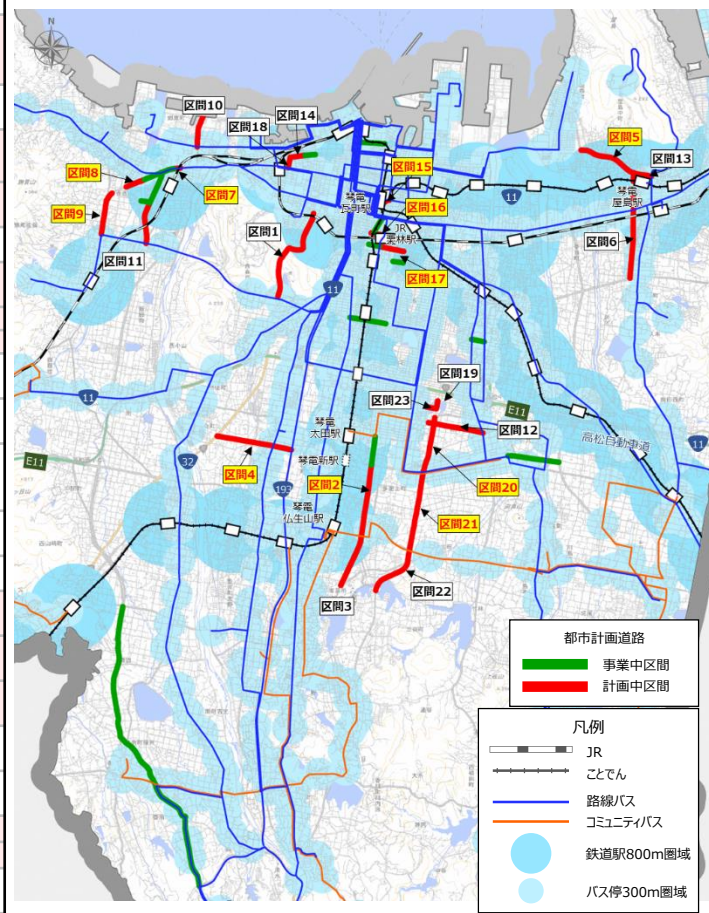 N
区間10
区間18
区間14
区間5
区間13
区間8
区間15
区間7
区間16
琴電
瓦町駅
11
琴電
屋島駅
区間9
JR
栗林駅
区間1
区間6
区間11
区間17
11
区間19
区間23
11
E11
区間12
琴電
太田駅
高松自動車道
11
E11
32
琴電新駅
区間4
区間2
区間20
193
琴電
仏生山駅
区間21
区間3
区間22
都市計画道路
事業中区間
計画中区間
凡例
JR
ことでん
路線バス
コミュニティバス
鉄道駅800m圏域
バス停300m圏域